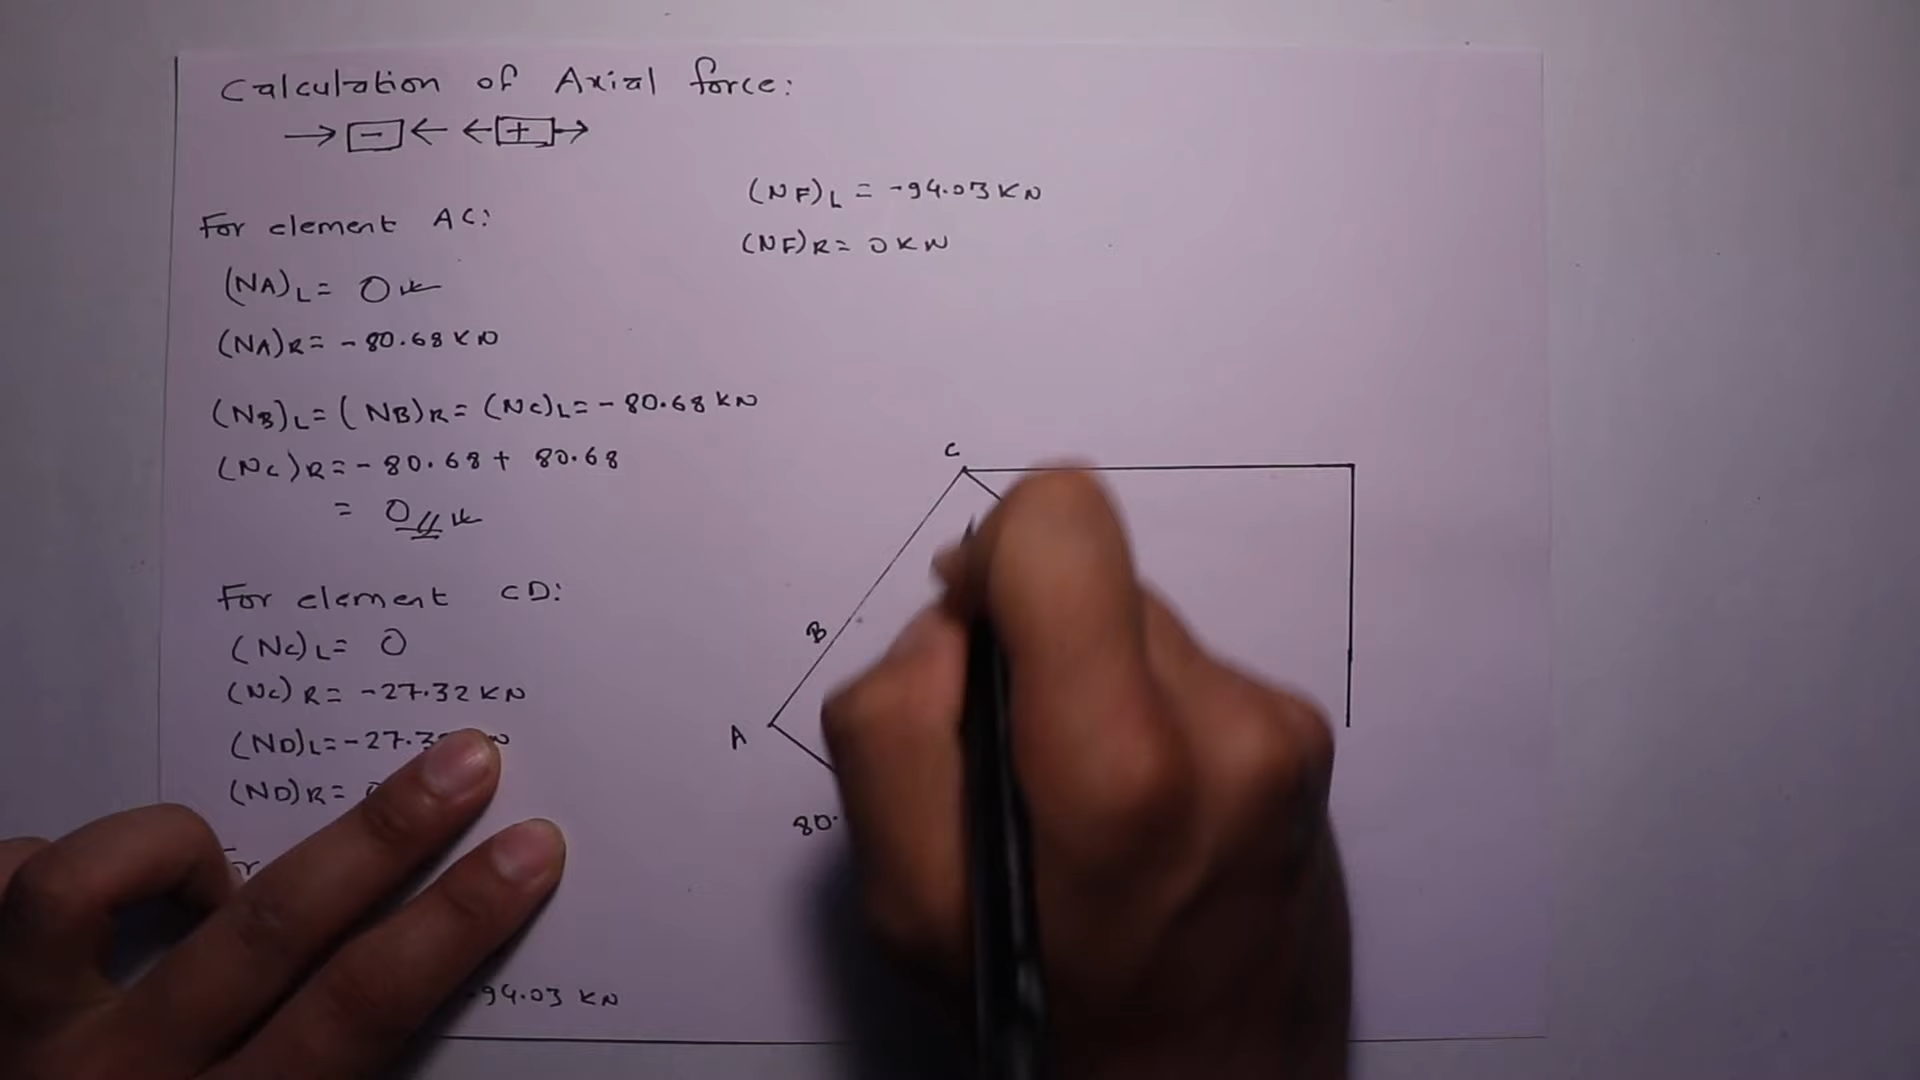 Calculation of Axial force:
→ - ← ← + →
For element AC:
(NA)L = 0
(NA)R = - 80.68 KN
(NB)L = (NB)R = (NC)L = - 80.68 KN
(NC)R = - 80.68 + 80.68
= 0
For element CD:
(NC)L = 0
(NC)R = -27.32 KN
(ND)L = -27.3
(ND)R =
94.03 KN
(NF)L = -94.03 KN
(NF)R = 0 KN
C
B
A
80.